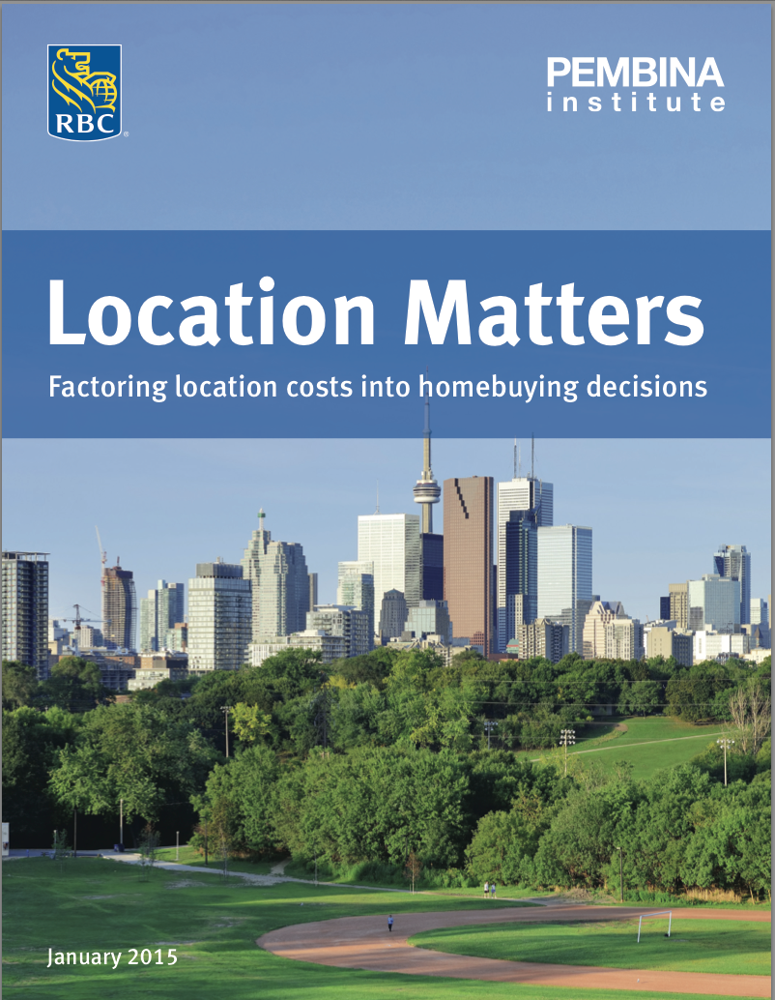 RBC
®
PEMBINA
institute
Location Matters
Factoring location costs into homebuying decisions
January 2015